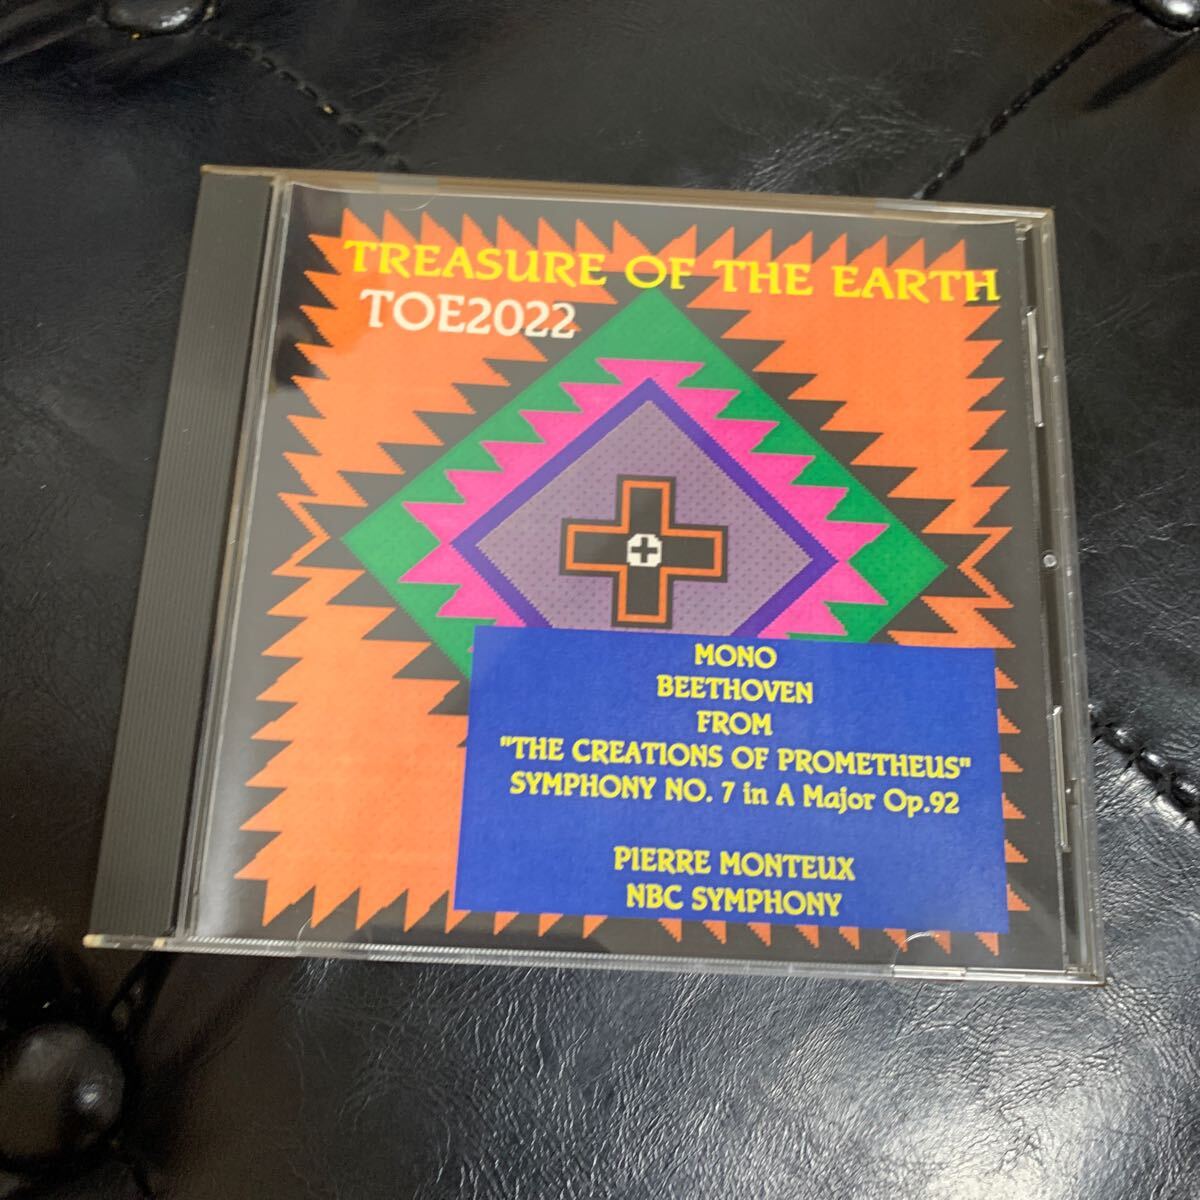 TREASURE OF THE EARTH
TOE2022
MONO
BEETHOVEN
FROM
"THE CREATIONS OF PROMETHEUS"
SYMPHONY NO. 7 in A Major Op.92
PIERRE MONTEUX
NBC SYMPHONY